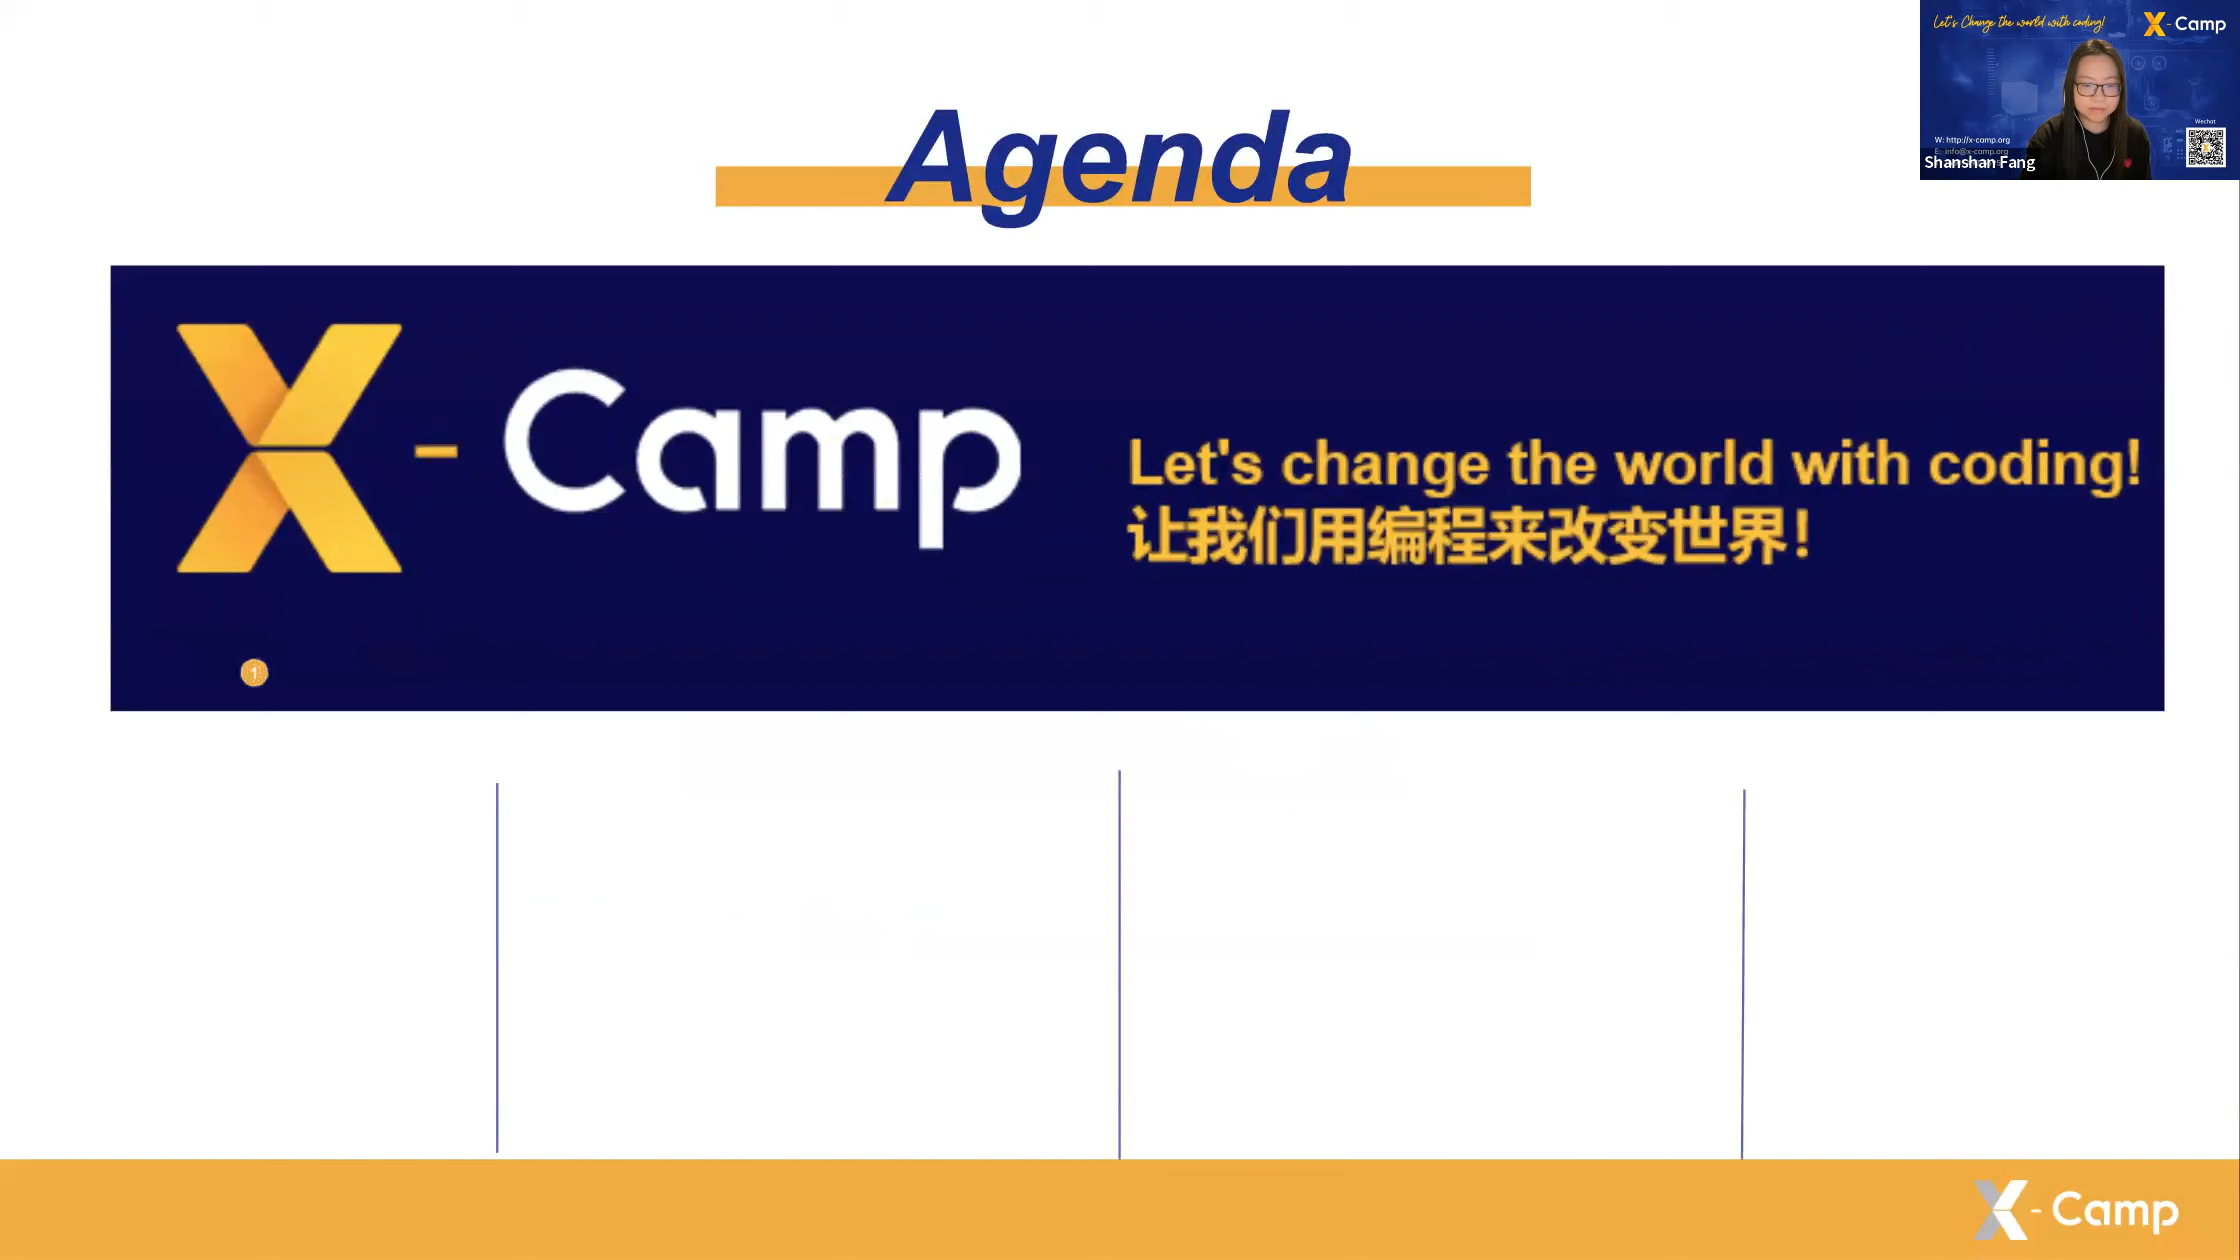 Let's Change the world with coding!
X - Camp
Wechat
W: http://x-camp.org
E: info@x-camp.org
Shanshan Fang
Agenda
X - Camp
Let's change the world with coding!
让我们用编程来改变世界!
1
X - Camp